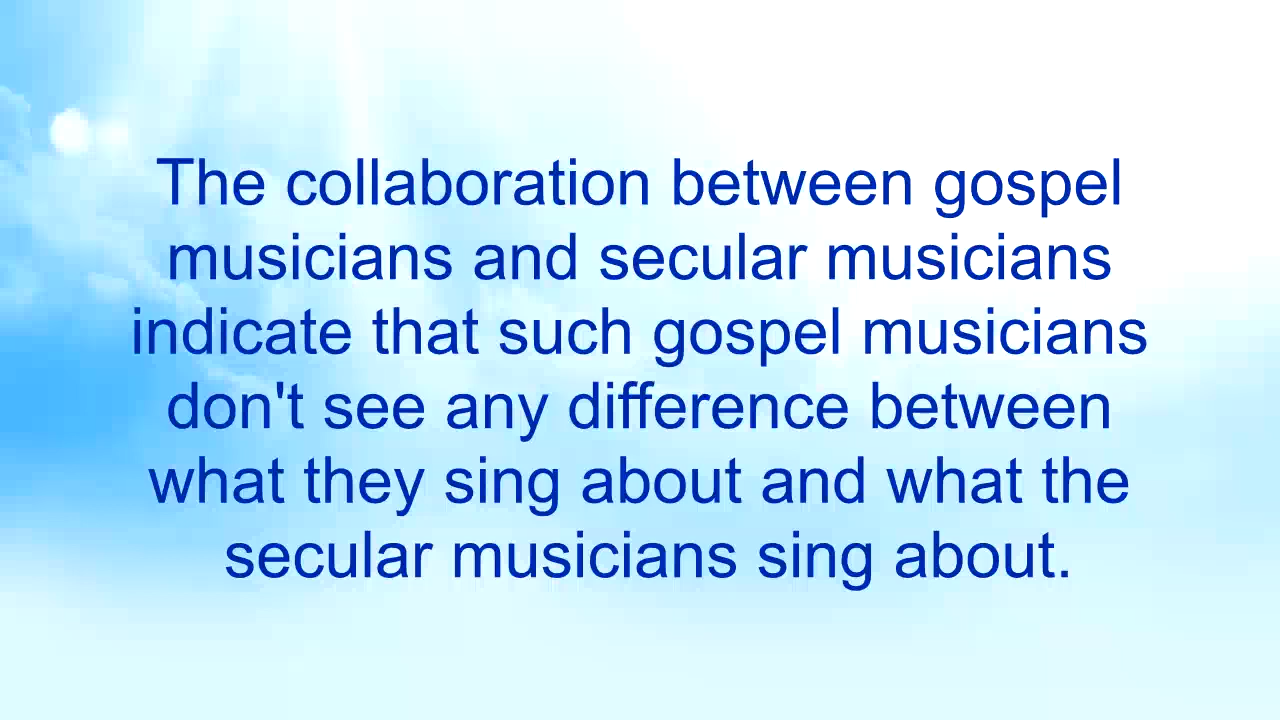 The collaboration between gospel
musicians and secular musicians
indicate that such gospel musicians
don't see any difference between
what they sing about and what the
secular musicians sing about.